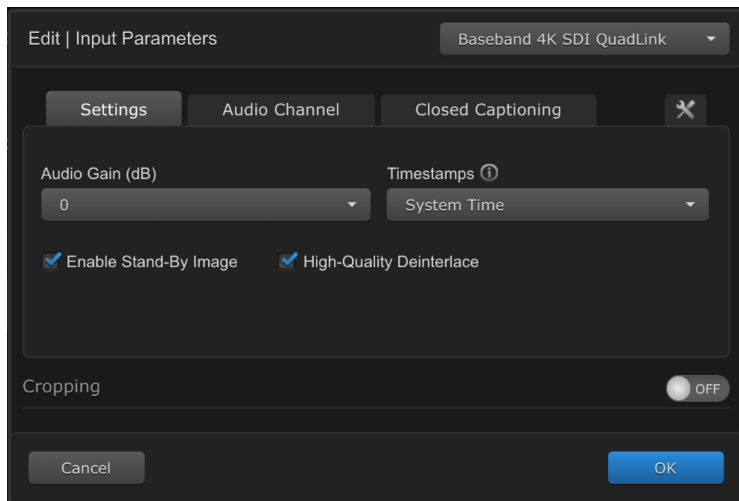 Edit | Input Parameters
Baseband 4K SDI QuadLink
Settings
Audio Channel
Closed Captioning
Audio Gain (dB)
Timestamps
0
System Time
Enable Stand-By Image
High-Quality Deinterlace
Cropping
OFF
Cancel
OK